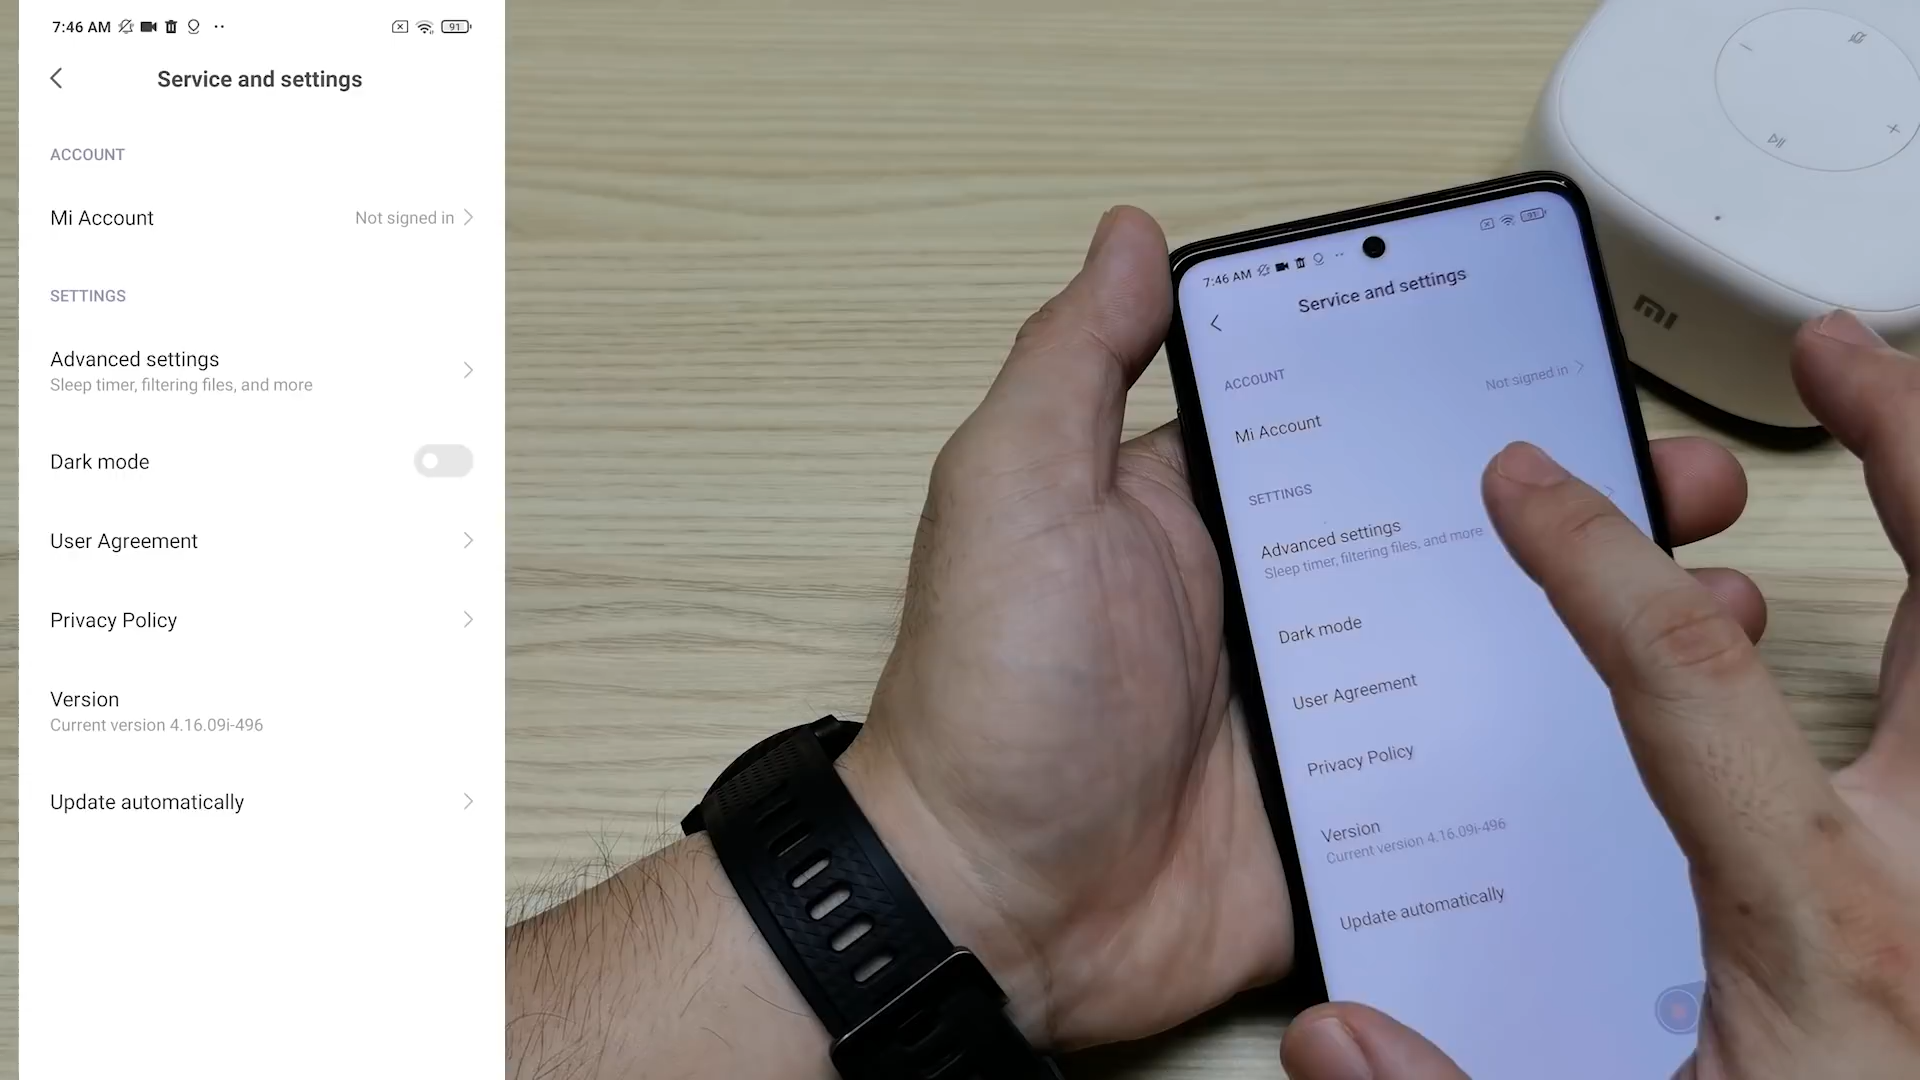 7:46 AM
91
Service and settings
ACCOUNT
Mi Account
Not signed in
SETTINGS
Advanced settings
Sleep timer, filtering files, and more
Dark mode
User Agreement
Privacy Policy
Version
Current version 4.16.09i-496
Update automatically
7:46 AM
91
Service and settings
ACCOUNT
Not signed in
Mi Account
SETTINGS
Advanced settings
Sleep timer, filtering files, and more
Dark mode
User Agreement
Privacy Policy
Version
Current version 4.16.09i-496
Update automatically
MI